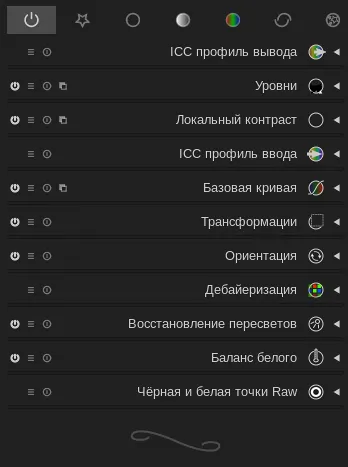 ICC профиль вывода
Уровни
Локальный контраст
ICC профиль ввода
Базовая кривая
Трансформации
Ориентация
Дебайеризация
Восстановление пересветов
Баланс белого
Чёрная и белая точки Raw